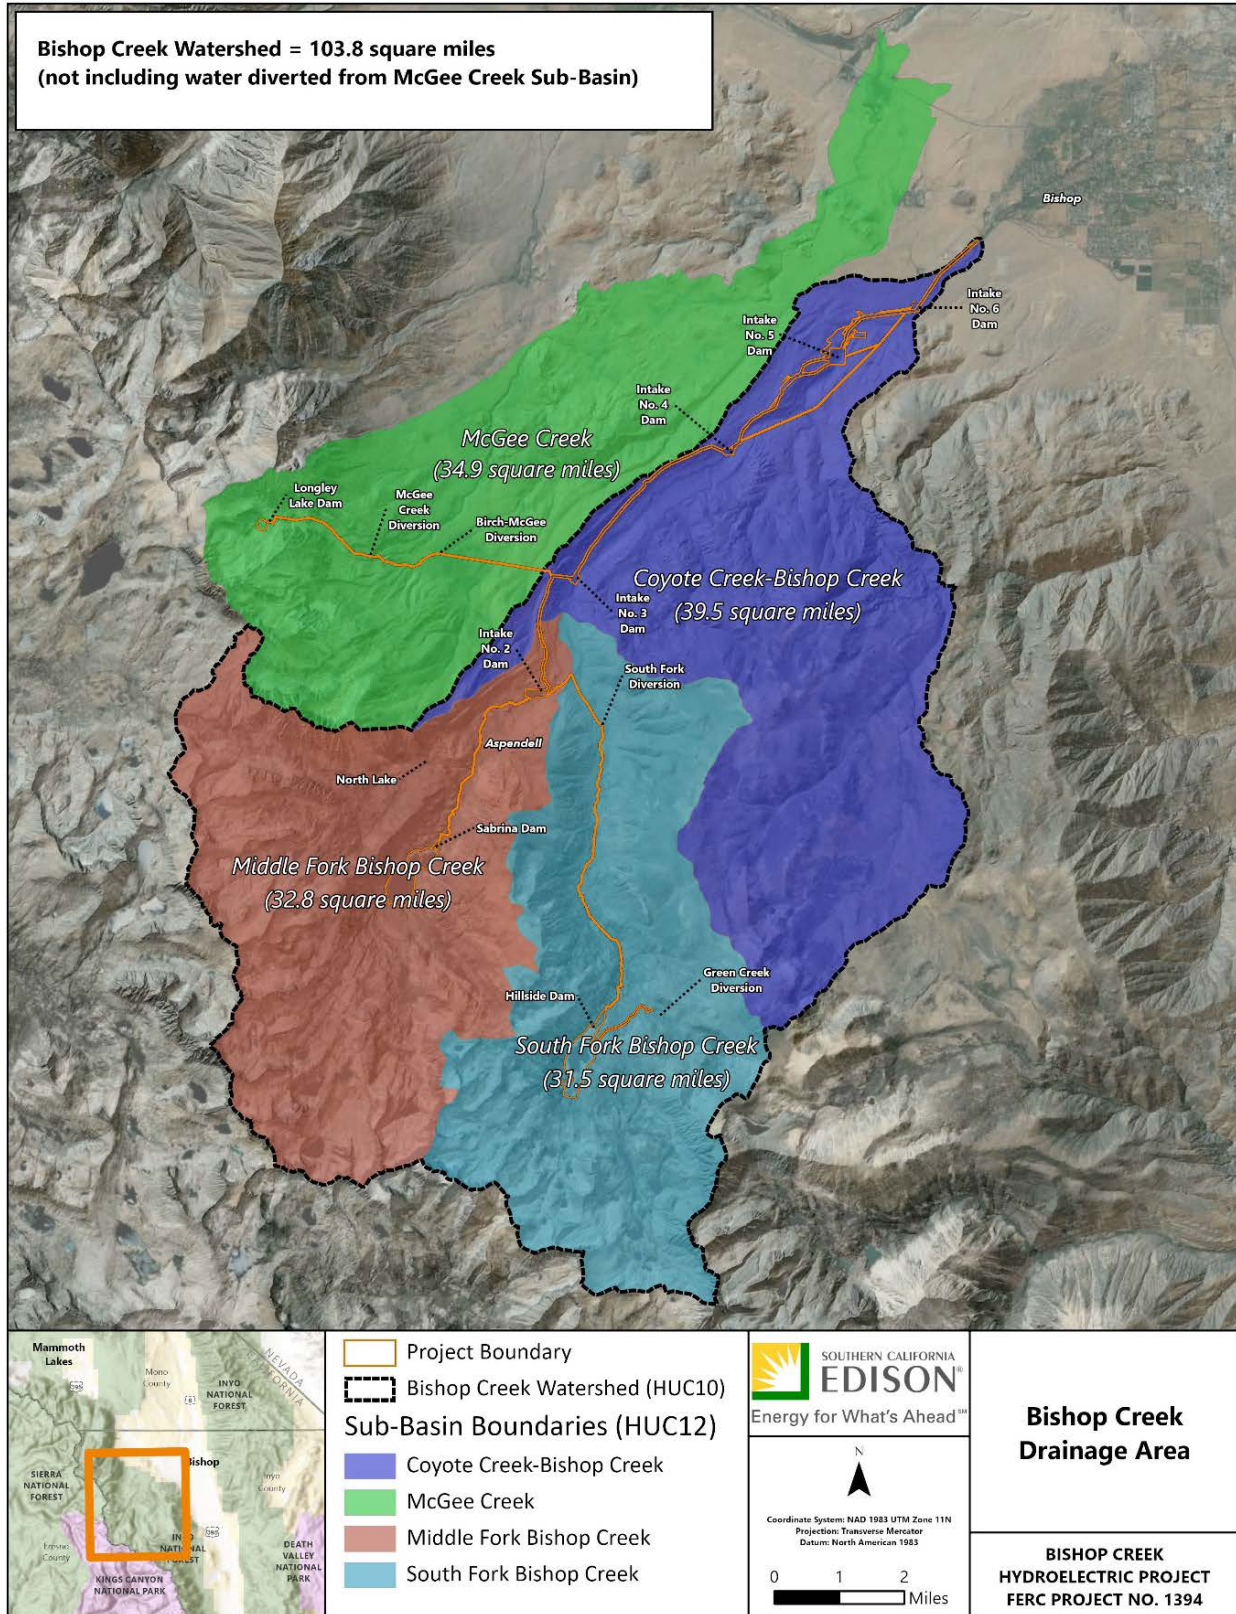 Bishop Creek Watershed = 103.8 square miles
(not including water diverted from McGee Creek Sub-Basin)
Bishop
Intake
No. 6
Dam
Intake
No. 5
Dam
Intake
No. 4
Dam
McGee Creek
(34.9 square miles)
Longley
Lake Dam
McGee
Creek
Diversion
Birch-McGee
Diversion
Coyote Creek-Bishop Creek
(39.5 square miles)
Intake
No. 3
Dam
Intake
No. 2
Dam
South Fork
Diversion
Aspendell
North Lake
Sabrina Dam
Middle Fork Bishop Creek
(32.8 square miles)
Green Creek
Diversion
Hillside Dam
South Fork Bishop Creek
(31.5 square miles)
Mammoth
Lakes
Mono
County
NEVADA
CALIFORNIA
395
6
INYO
NATIONAL
FOREST
Bishop
SIERRA
NATIONAL
FOREST
Inyo
County
395
Fresno
County
INYO
NATIONAL
FOREST
DEATH
VALLEY
NATIONAL
PARK
KINGS CANYON
NATIONAL PARK
Project Boundary
Bishop Creek Watershed (HUC10)
Sub-Basin Boundaries (HUC12)
Coyote Creek-Bishop Creek
McGee Creek
Middle Fork Bishop Creek
South Fork Bishop Creek
SOUTHERN CALIFORNIA
EDISON®
Energy for What's Ahead℠
N
Coordinate System: NAD 1983 UTM Zone 11N
Projection: Transverse Mercator
Datum: North American 1983
0 1 2
Miles
Bishop Creek
Drainage Area
BISHOP CREEK
HYDROELECTRIC PROJECT
FERC PROJECT NO. 1394